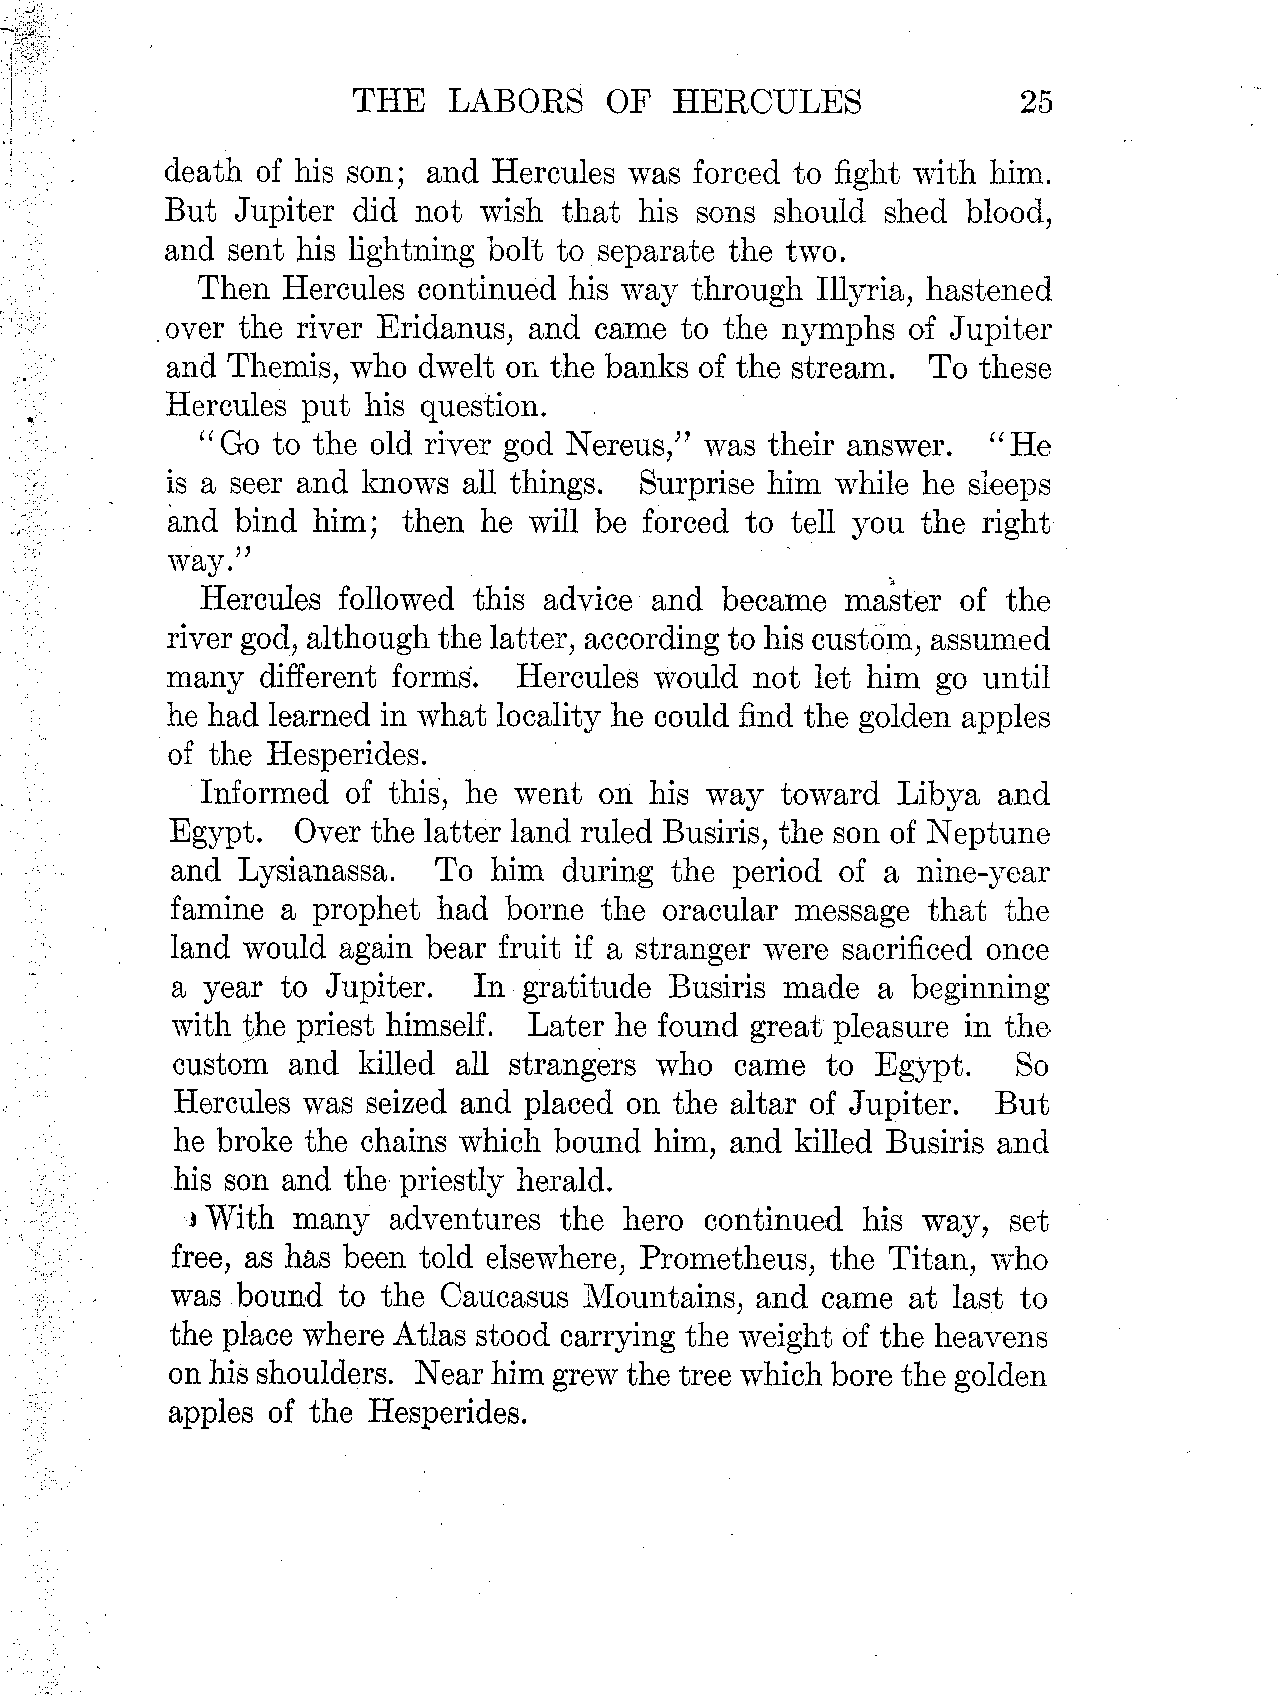 THE LABORS OF HERCULES 25
death of his son; and Hercules was forced to fight with him.
But Jupiter did not wish that his sons should shed blood,
and sent his lightning bolt to separate the two.
Then Hercules continued his way through Illyria, hastened
over the river Eridanus, and came to the nymphs of Jupiter
and Themis, who dwelt on the banks of the stream. To these
Hercules put his question.
"Go to the old river god Nereus," was their answer. "He
is a seer and knows all things. Surprise him while he sleeps
and bind him; then he will be forced to tell you the right
way."
Hercules followed this advice and became master of the
river god, although the latter, according to his custom, assumed
many different forms. Hercules would not let him go until
he had learned in what locality he could find the golden apples
of the Hesperides.
Informed of this, he went on his way toward Libya and
Egypt. Over the latter land ruled Busiris, the son of Neptune
and Lysianassa. To him during the period of a nine-year
famine a prophet had borne the oracular message that the
land would again bear fruit if a stranger were sacrificed once
a year to Jupiter. In gratitude Busiris made a beginning
with the priest himself. Later he found great pleasure in the
custom and killed all strangers who came to Egypt. So
Hercules was seized and placed on the altar of Jupiter. But
he broke the chains which bound him, and killed Busiris and
his son and the priestly herald.
With many adventures the hero continued his way, set
free, as has been told elsewhere, Prometheus, the Titan, who
was bound to the Caucasus Mountains, and came at last to
the place where Atlas stood carrying the weight of the heavens
on his shoulders. Near him grew the tree which bore the golden
apples of the Hesperides.